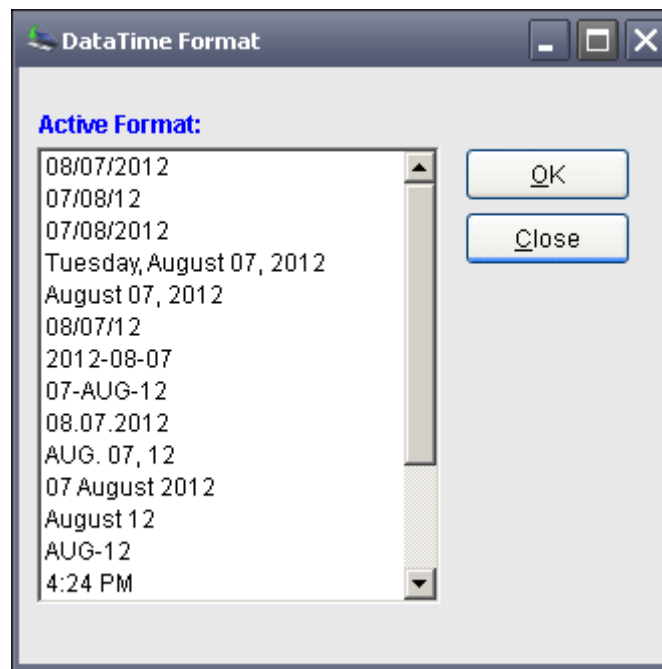 DataTime Format
Active Format:
08/07/2012
07/08/12
07/08/2012
Tuesday, August 07, 2012
August 07, 2012
08/07/12
2012-08-07
07-AUG-12
08.07.2012
AUG. 07, 12
07 August 2012
August 12
AUG-12
4:24 PM
OK
Close